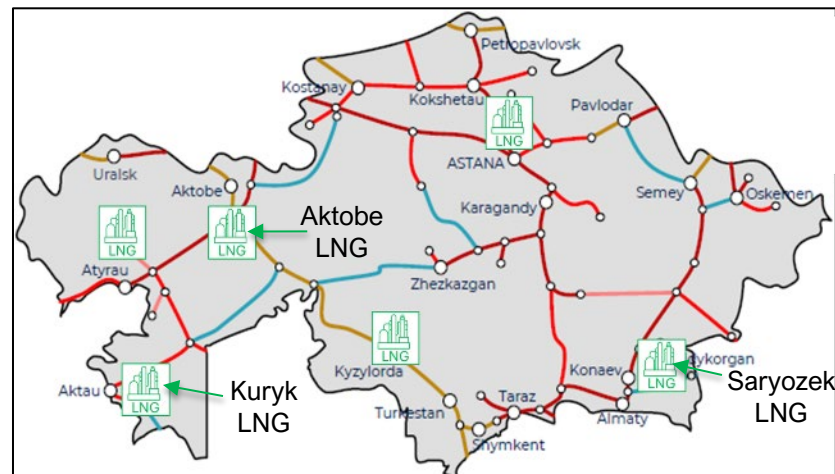 Petropavlovsk
Kostanay
Kokshetau
LNG
Pavlodar
ASTANA
Uralsk
Aktobe
Semey
Oskemen
Karagandy
LNG
LNG
Aktobe
LNG
Atyrau
Zhezkazgan
LNG
Kyzylorda
Konaev
LNG
dykorgan
Saryozek
LNG
Aktau
LNG
Kuryk
LNG
Turkestan
Taraz
Almaty
Shymkent